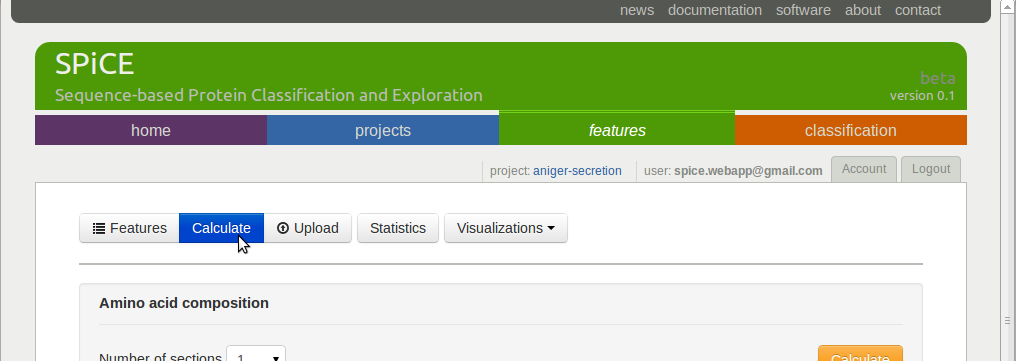 news documentation software about contact
SPiCE
Sequence-based Protein Classification and Exploration
beta
version 0.1
home projects features classification
project: aniger-secretion user: spice.webapp@gmail.com Account Logout
Features Calculate Upload Statistics Visualizations
Amino acid composition
Number of sections 1 Calculate